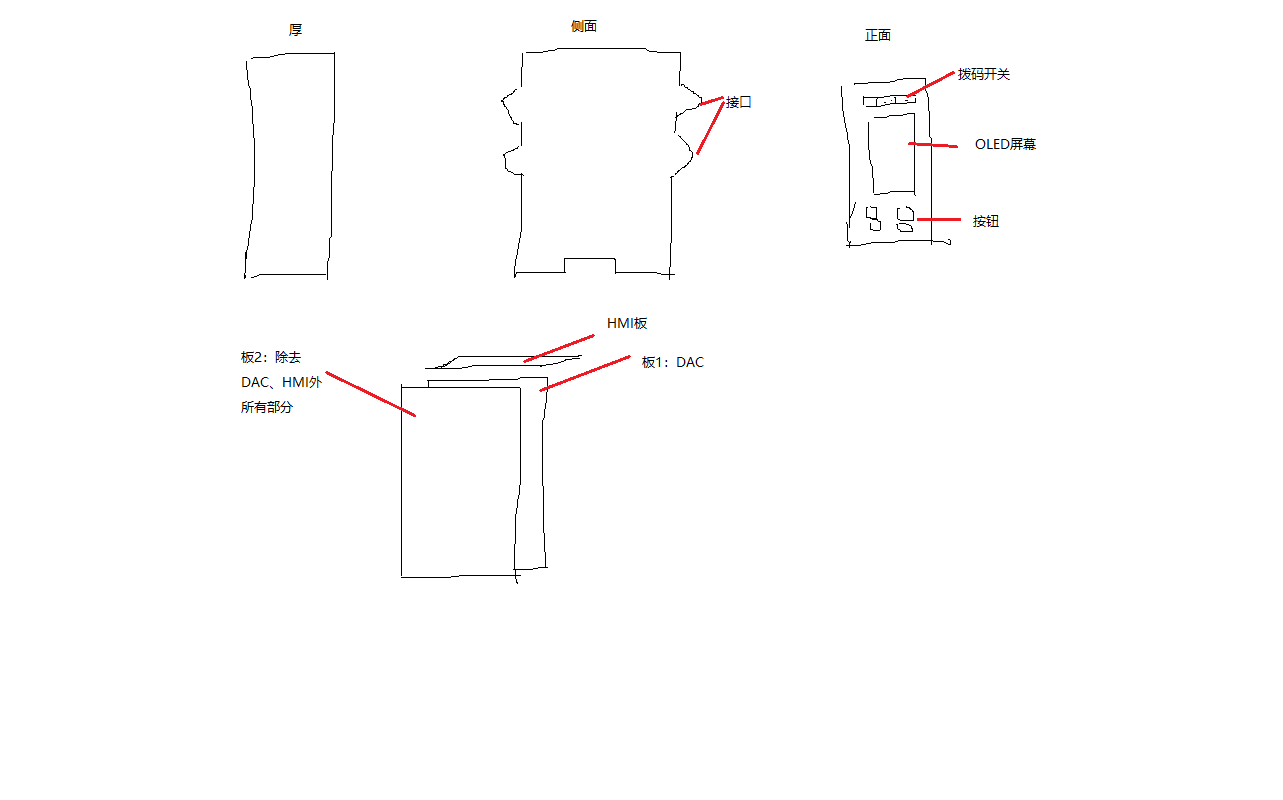 厚
侧面
正面
拨码开关
接口
OLED屏幕
按钮
HMI板
板2：除去
DAC、HMI外
所有部分
板1：DAC